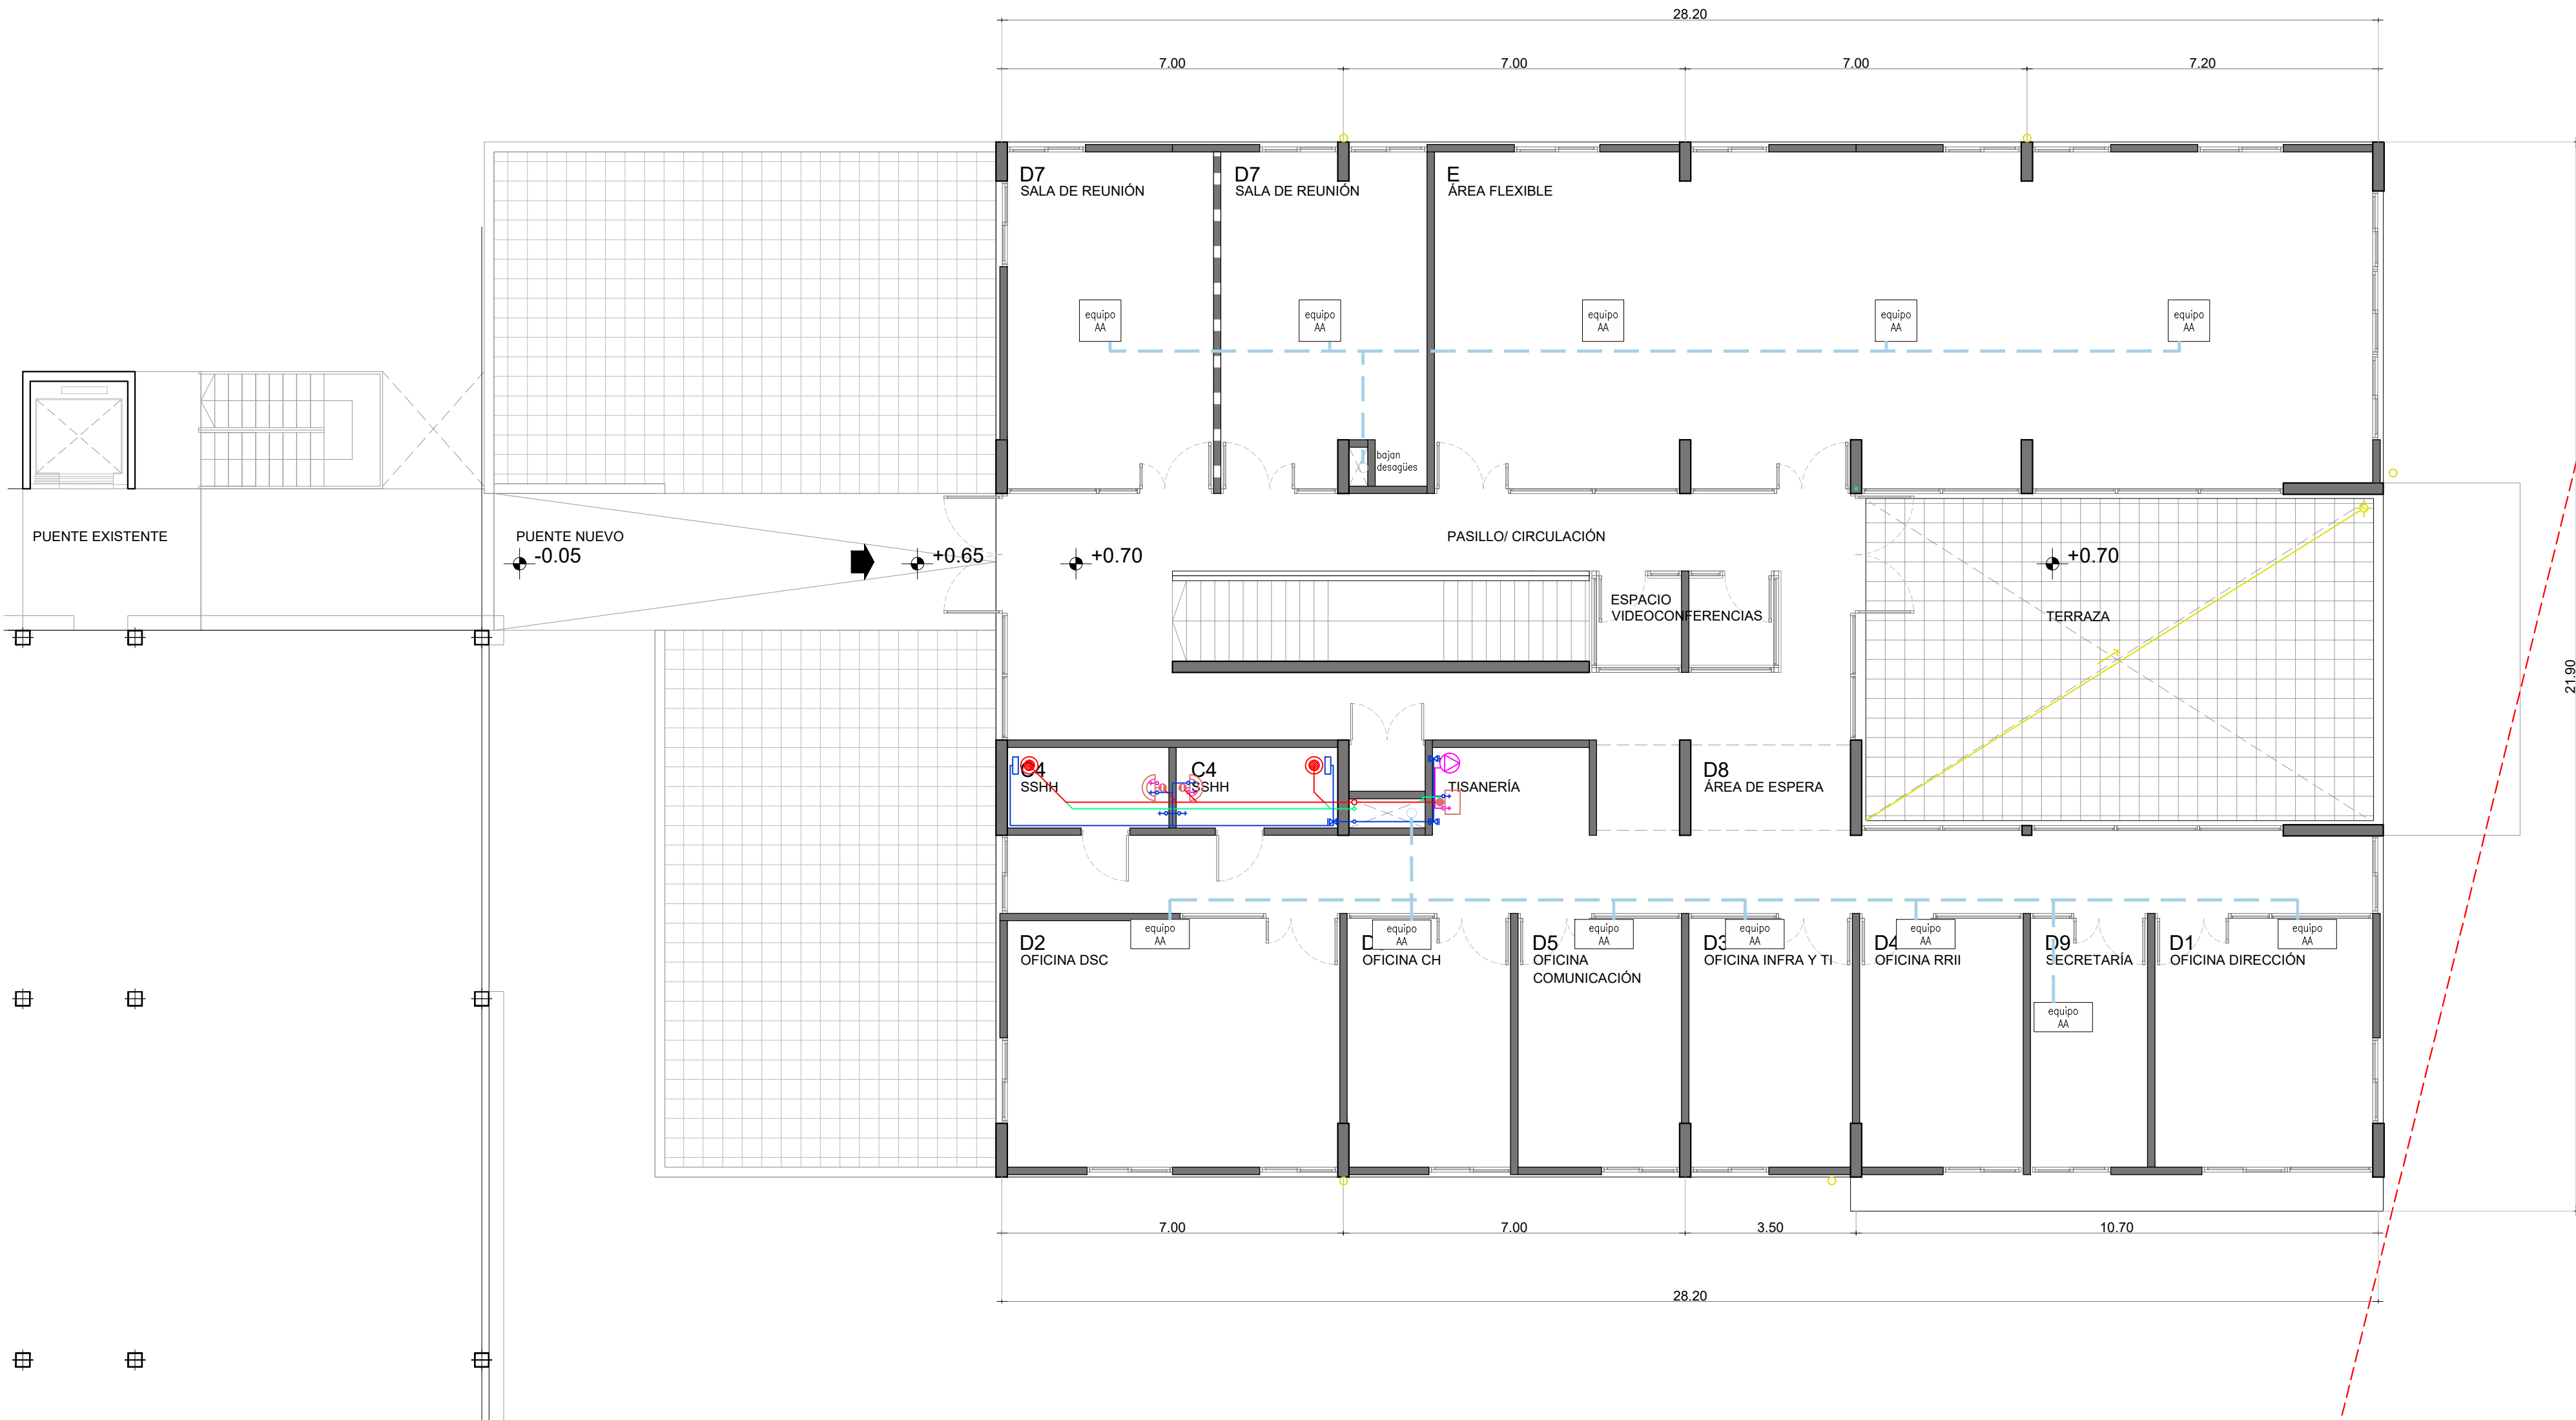 28.20
7.00
7.00
7.00
7.20
D7
SALA DE REUNIÓN
D7
SALA DE REUNIÓN
E
ÁREA FLEXIBLE
equipo
AA
equipo
AA
equipo
AA
equipo
AA
equipo
AA
bajan
desagües
PUENTE EXISTENTE
PUENTE NUEVO
-0.05
+0.65
+0.70
PASILLO/ CIRCULACIÓN
+0.70
ESPACIO
VIDEOCONFERENCIAS
TERRAZA
21.90
C4
SSHH
C4
SSHH
TISANERÍA
D8
ÁREA DE ESPERA
equipo
AA
equipo
AA
equipo
AA
equipo
AA
equipo
AA
equipo
AA
D2
OFICINA DSC
OFICINA CH
D5
OFICINA
COMUNICACIÓN
D3
OFICINA INFRA Y TI
D4
OFICINA RRII
D9
SECRETARÍA
D1
OFICINA DIRECCIÓN
equipo
AA
7.00
7.00
3.50
10.70
28.20